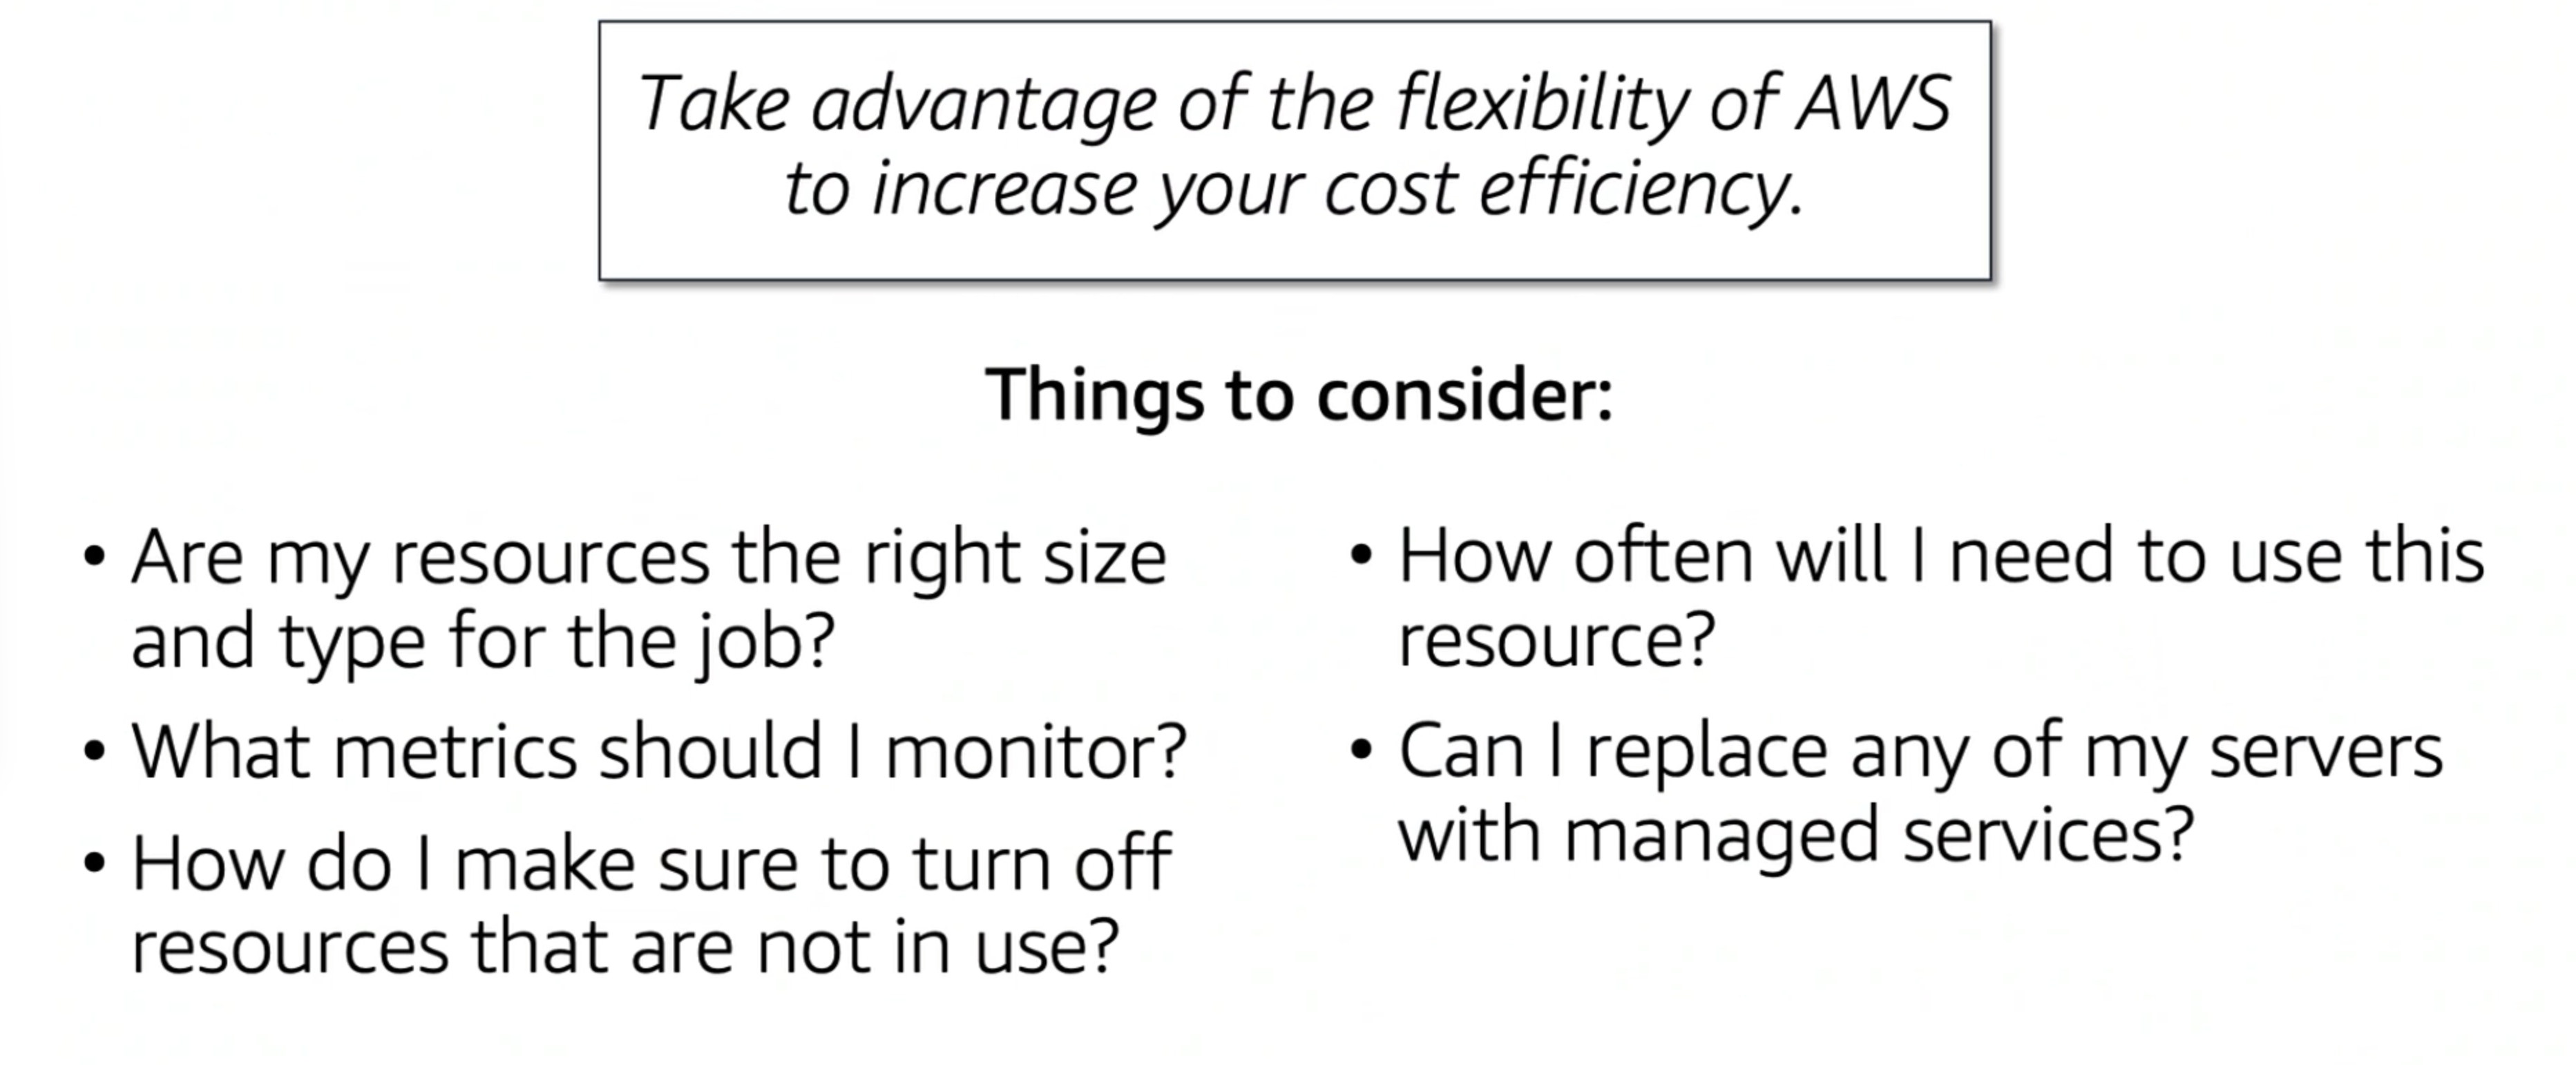 Take advantage of the flexibility of AWS
to increase your cost efficiency.
Things to consider:
• Are my resources the right size
and type for the job?
• What metrics should I monitor?
• How do I make sure to turn off
resources that are not in use?
• How often will I need to use this
resource?
• Can I replace any of my servers
with managed services?